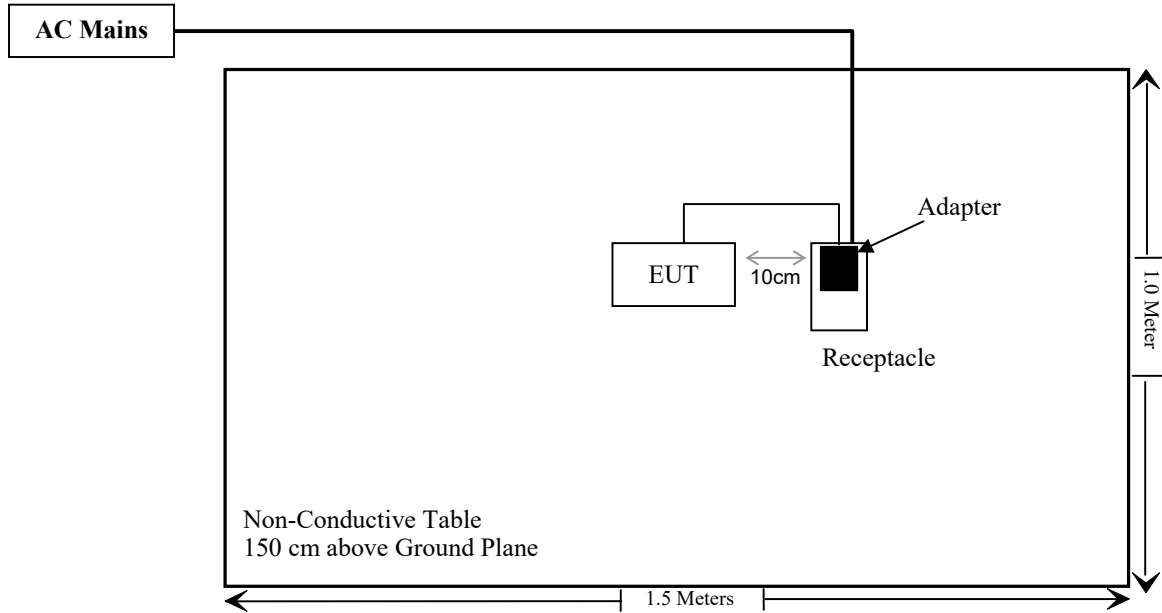 AC Mains
Adapter
EUT
10cm
Receptacle
1.0 Meter
Non-Conductive Table
150 cm above Ground Plane
1.5 Meters